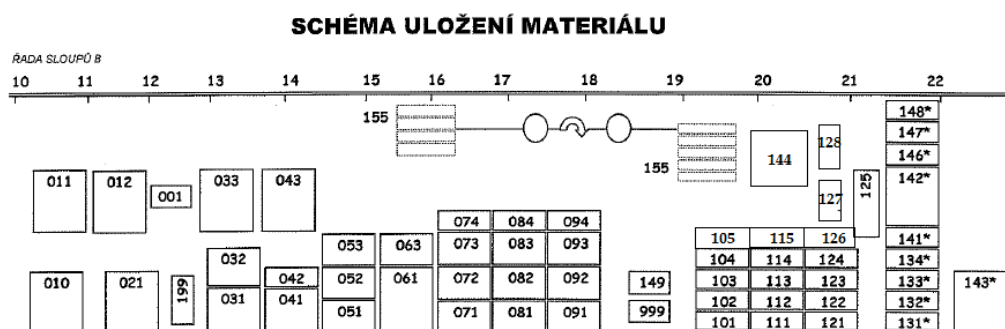 SCHÉMA ULOŽENÍ MATERIÁLU
ŘADA SLOUPŮ B
10 11 12 13 14 15 16 17 18 19 20 21 22
148*
155
147*
128
144
146*
155
011 012 033 043 125 142*
001
127
074 084 094
053 063 073 083 093 105 115 126 141*
032 104 114 124 134*
010 021 199 042 052 061 072 082 092 149 103 113 123 133* 143*
031 041 102 112 122 132*
051 071 081 091 999 101 111 121 131*